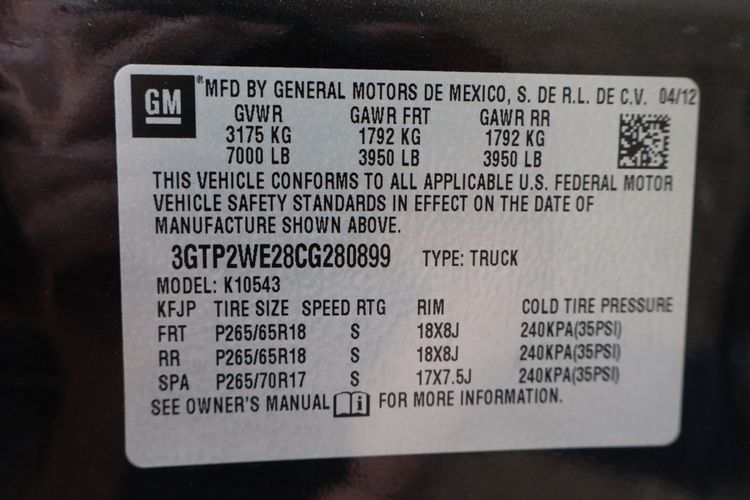 GM
® MFD BY GENERAL MOTORS DE MEXICO, S. DE R.L. DE C.V. 04/12
GVWR GAWR FRT GAWR RR
3175 KG 1792 KG 1792 KG
7000 LB 3950 LB 3950 LB
THIS VEHICLE CONFORMS TO ALL APPLICABLE U.S. FEDERAL MOTOR
VEHICLE SAFETY STANDARDS IN EFFECT ON THE DATE OF
MANUFACTURE SHOWN ABOVE.
3GTP2WE28CG280899 TYPE: TRUCK
MODEL: K10543
KFJP TIRE SIZE SPEED RTG RIM COLD TIRE PRESSURE
FRT P265/65R18 S 18X8J 240KPA(35PSI)
RR P265/65R18 S 18X8J 240KPA(35PSI)
SPA P265/70R17 S 17X7.5J 240KPA(35PSI)
SEE OWNER'S MANUAL i FOR MORE INFORMATION.